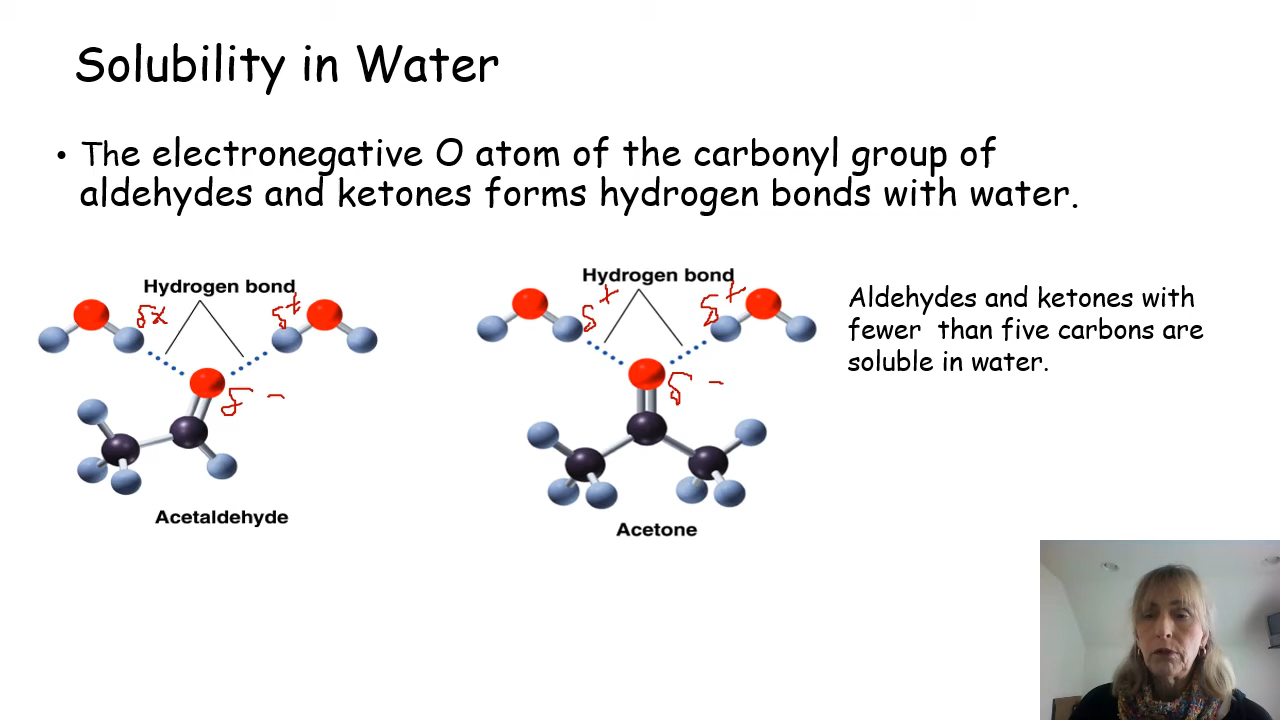 Solubility in Water
• The electronegative O atom of the carbonyl group of
aldehydes and ketones forms hydrogen bonds with water.
Hydrogen bond
δ+
δ-
Acetaldehyde
Hydrogen bond
δ+
δ+
δ-
Acetone
Aldehydes and ketones with
fewer than five carbons are
soluble in water.